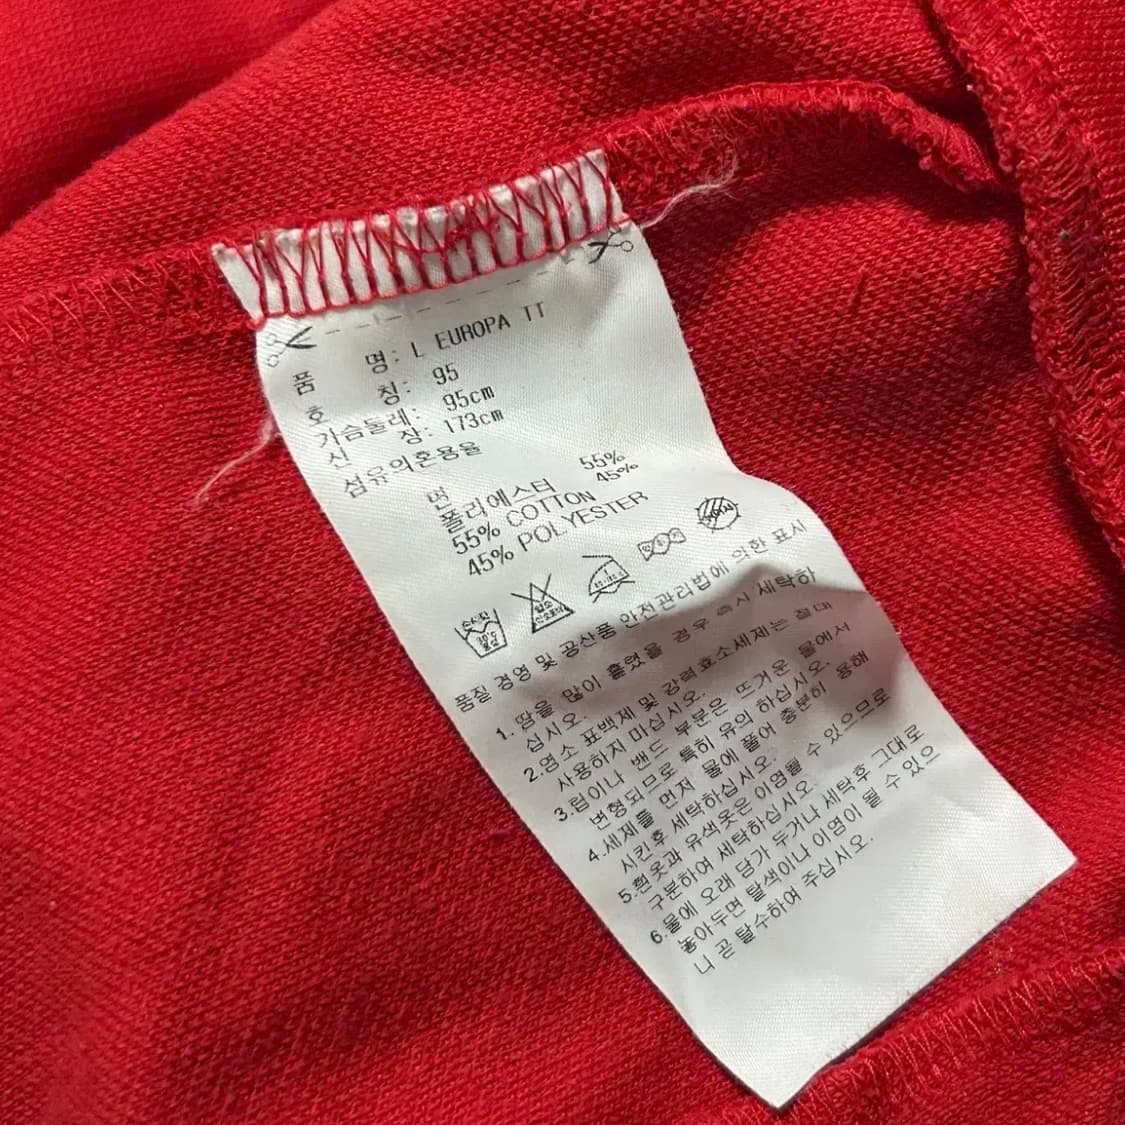 품 명: L EUROPA TT
호 칭: 95
가슴둘레: 95cm
신 장: 173cm
섬유의혼용율
면 55%
폴리에스터 45%
55% COTTON
45% POLYESTER
품질 경영 및 공산품 안전관리법에 의한 표시
1.땀을 많이 흘렸을 경우 즉시 세탁하
십시오.
2.염소 표백제 및 강력효소세제는 절대
사용하지 마십시오.
3.립이나 밴드 부분은 뜨거운 물에서
변형되므로 특히 유의 하십시오.
4.세제를 먼저 물에 풀어 충분히 용해
시킨후 세탁하십시오.
5.흰옷과 유색옷은 이염될 수 있으므로
구분하여 세탁하십시오
6.물에 오래 담가 두거나 세탁후 그대로
놓아두면 탈색이나 이염이 될 수 있으
니 곧 탈수하여 주십시오.